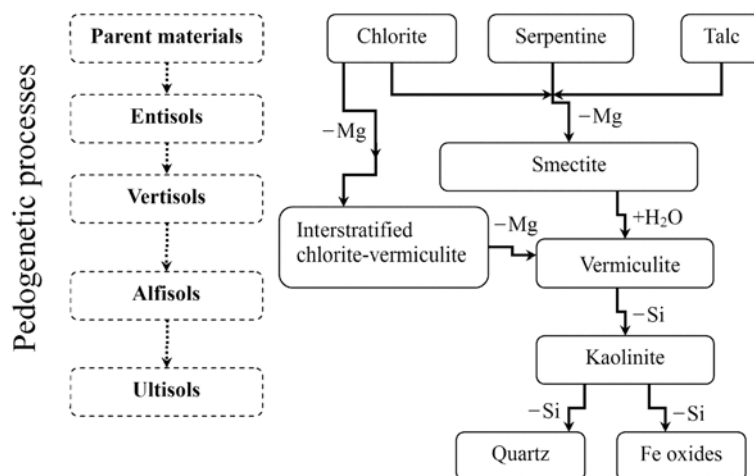 Pedogenetic processes
Parent materials
Entisols
Vertisols
Alfisols
Ultisols
Chlorite
Serpentine
Talc
−Mg
−Mg
Smectite
Interstratified
chlorite-vermiculite
−Mg
+H₂O
Vermiculite
−Si
Kaolinite
−Si
−Si
Quartz
Fe oxides